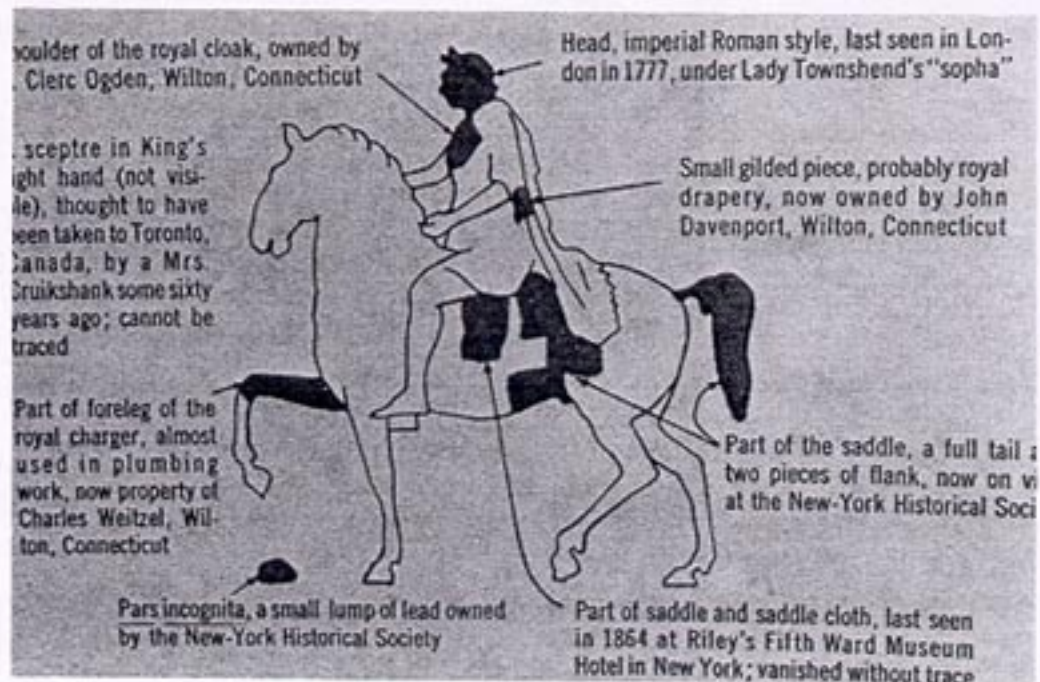 houlder of the royal cloak, owned by
. Clerc Ogden, Wilton, Connecticut
Head, imperial Roman style, last seen in Lon-
don in 1777, under Lady Townshend's "sopha"
sceptre in King's
ight hand (not visi-
le), thought to have
been taken to Toronto,
Canada, by a Mrs.
Cruikshank some sixty
years ago; cannot be
traced
Small gilded piece, probably royal
drapery, now owned by John
Davenport, Wilton, Connecticut
Part of foreleg of the
royal charger, almost
used in plumbing
work, now property of
Charles Weitzel, Wil-
ton, Connecticut
Part of the saddle, a full tail a
two pieces of flank, now on vi
at the New-York Historical Soci
Pars incognita, a small lump of lead owned
by the New-York Historical Society
Part of saddle and saddle cloth, last seen
in 1864 at Riley's Fifth Ward Museum
Hotel in New York; vanished without trace